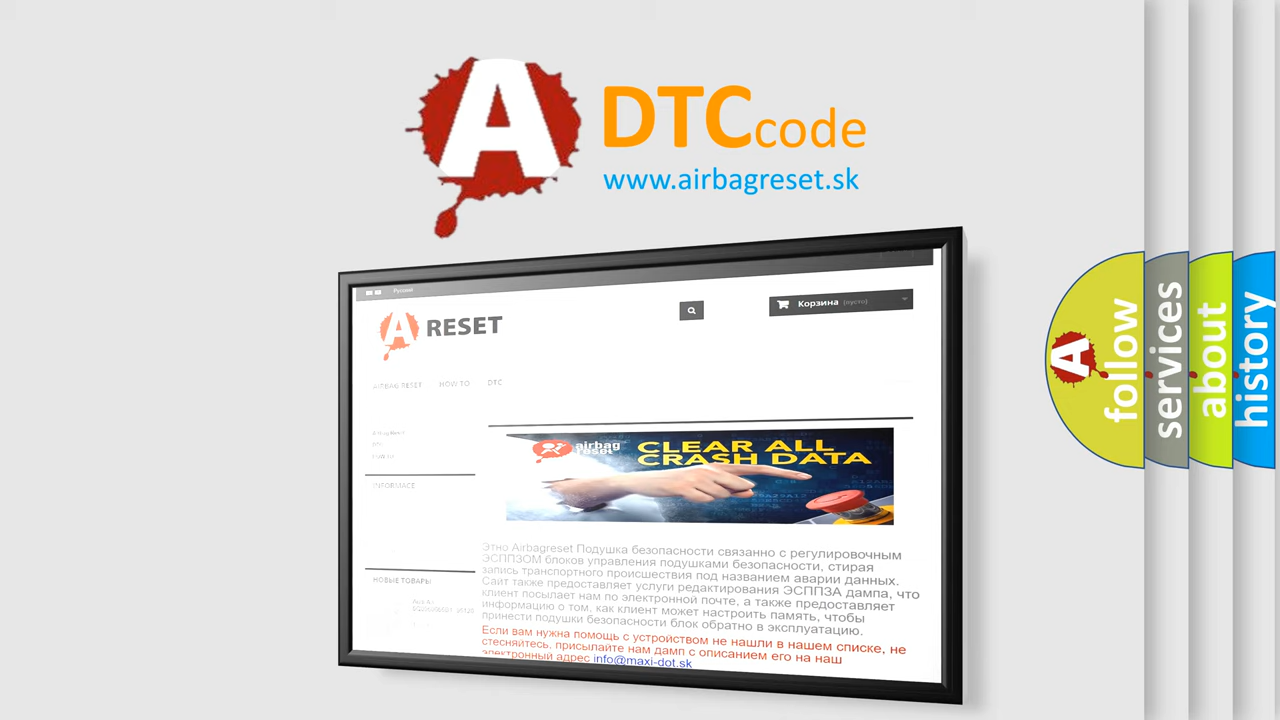 A
DTC code
www.airbagreset.sk
Русский
A RESET
Корзина (пусто)
AIRBAG RESET HOW TO DTC
INFORMACE
airbag reset
CLEAR ALL
CRASH DATA
Этно Airbagreset Подушка безопасности связанно с регулировочным
ЭСППЗОМ блоков управления подушками безопасности, стирая
запись транспортного происшествия под названием аварии данных.
Сайт также предоставляет услуги редактирования ЭСППЗА дампа, что
клиент посылает нам по электронной почте, а также предоставляет
информацию о том, как клиент может настроить память, чтобы
принести подушки безопасности блок обратно в эксплуатацию.
Если вам нужна помощь с устройством не нашли в нашем списке, не
стесняйтесь, присылайте нам дамп с описанием его на наш
электронный адрес info@maxi-dot.sk
НОВЫЕ ТОВАРЫ
A
follow
services
about
history